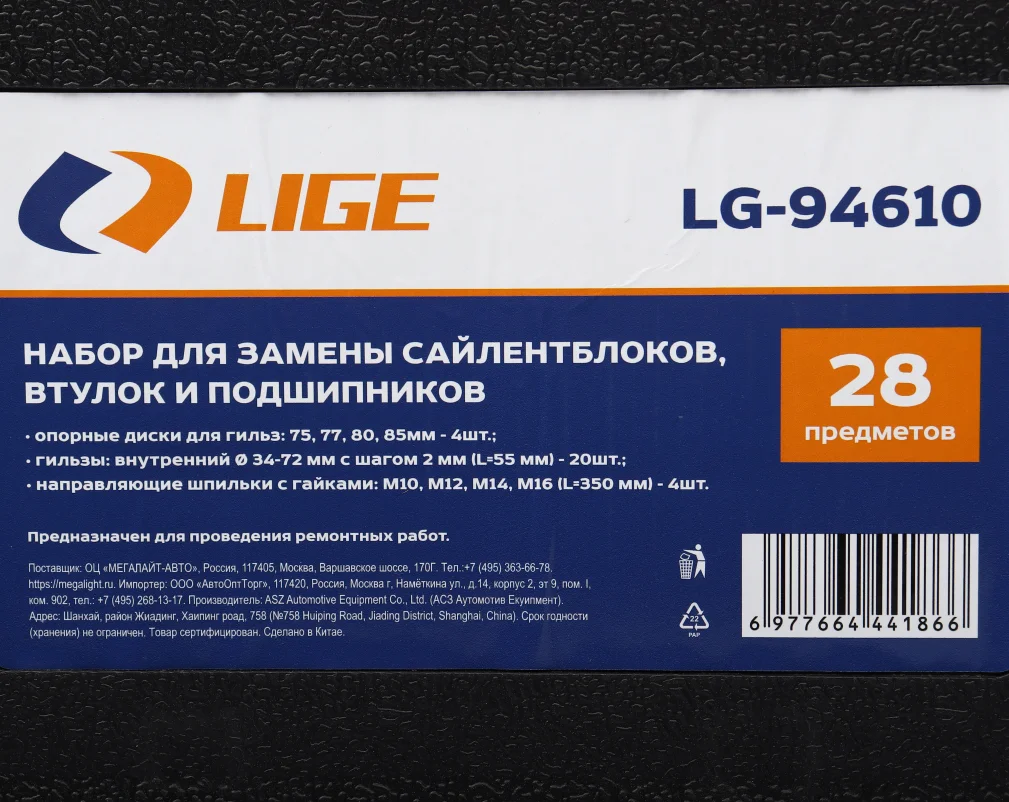 LIGE
LG-94610
НАБОР ДЛЯ ЗАМЕНЫ САЙЛЕНТБЛОКОВ,
ВТУЛОК И ПОДШИПНИКОВ
28
предметов
• опорные диски для гильз: 75, 77, 80, 85мм - 4шт.;
• гильзы: внутренний Ø 34-72 мм с шагом 2 мм (L=55 мм) - 20шт.;
• направляющие шпильки с гайками: М10, М12, М14, М16 (L=350 мм) - 4шт.
Предназначен для проведения ремонтных работ.
Поставщик: ОЦ «МЕГАЛАЙТ-АВТО», Россия, 117405, Москва, Варшавское шоссе, 170Г. Тел.:+7 (495) 363-66-78.
https://megalight.ru. Импортер: ООО «АвтоОптТорг», 117420, Россия, Москва г, Намёткина ул., д.14, корпус 2, эт 9, пом. I,
ком. 902, тел.: +7 (495) 268-13-17. Производитель: ASZ Automotive Equipment Co., Ltd. (АСЗ Аутомотив Екуипмент).
Адрес: Шанхай, район Жиадинг, Хаипинг роад, 758 (№758 Huiping Road, Jiading District, Shanghai, China). Срок годности
(хранения) не ограничен. Товар сертифицирован. Сделано в Китае.
22
PAP
6 977664 441866